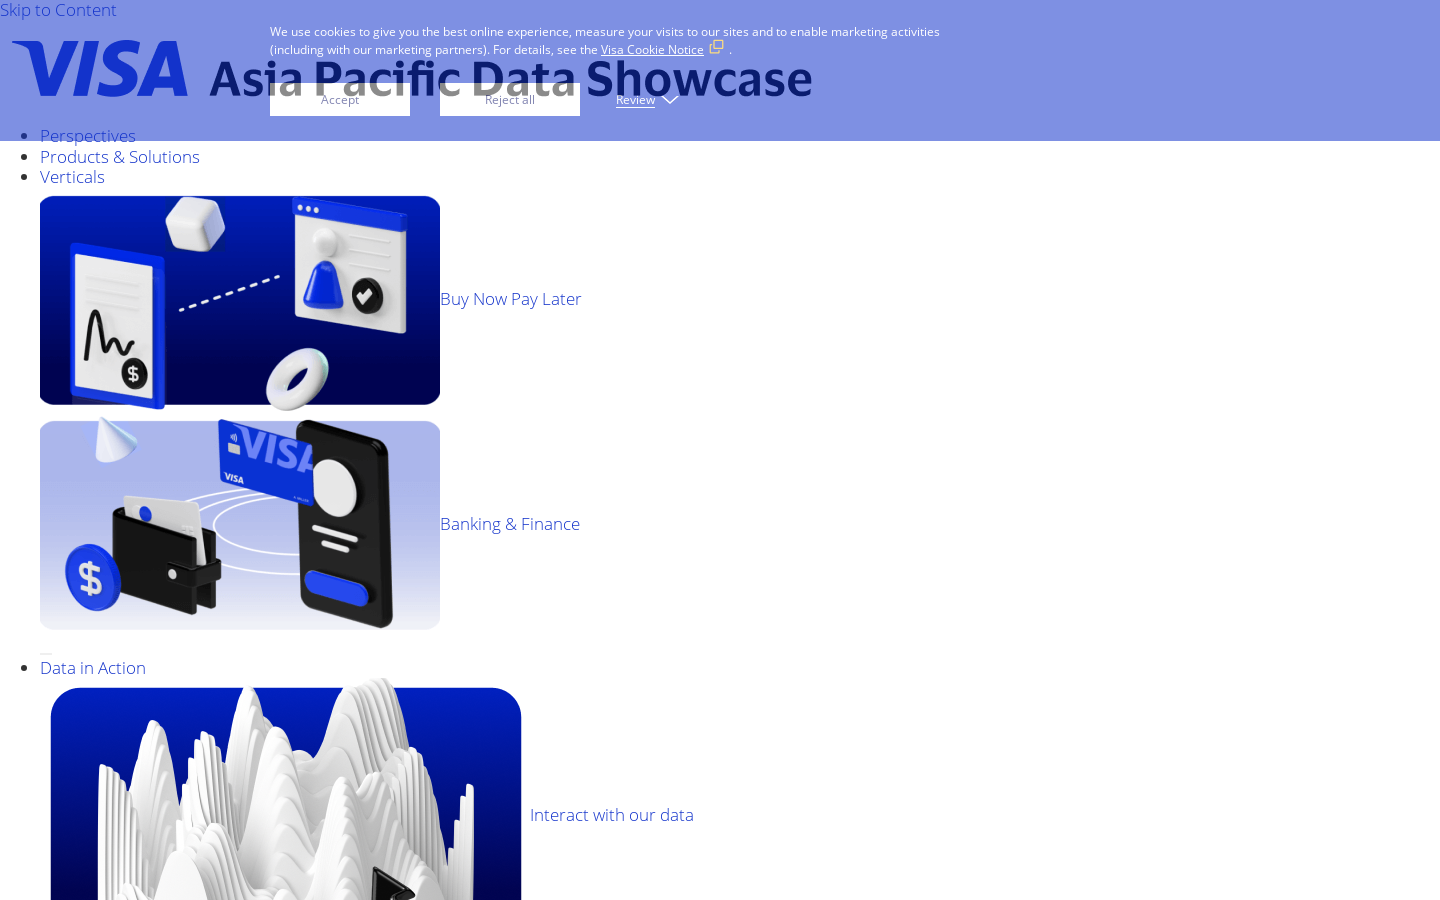 Skip to Content
We use cookies to give you the best online experience, measure your visits to our sites and to enable marketing activities
(including with our marketing partners). For details, see the Visa Cookie Notice .
VISA Asia Pacific Data Showcase
Accept Reject all Review
Perspectives
Products & Solutions
Verticals
$
Buy Now Pay Later
VISA
VISA
$
Banking & Finance
Data in Action
Interact with our data